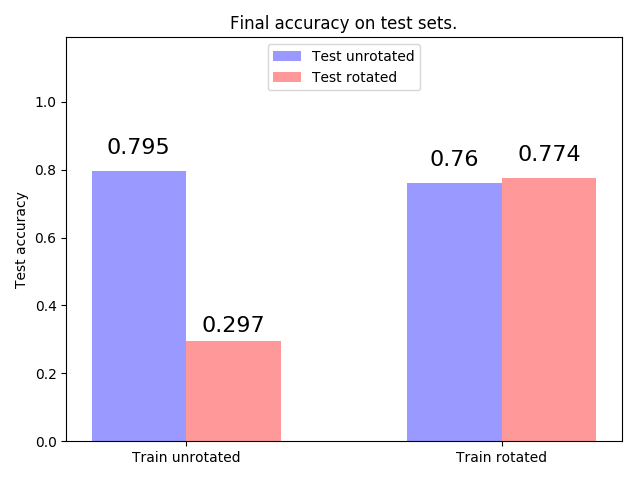 Final accuracy on test sets.
Test unrotated
Test rotated
Test accuracy
1.0
0.8
0.6
0.4
0.2
0.0
0.795
0.297
0.76
0.774
Train unrotated
Train rotated